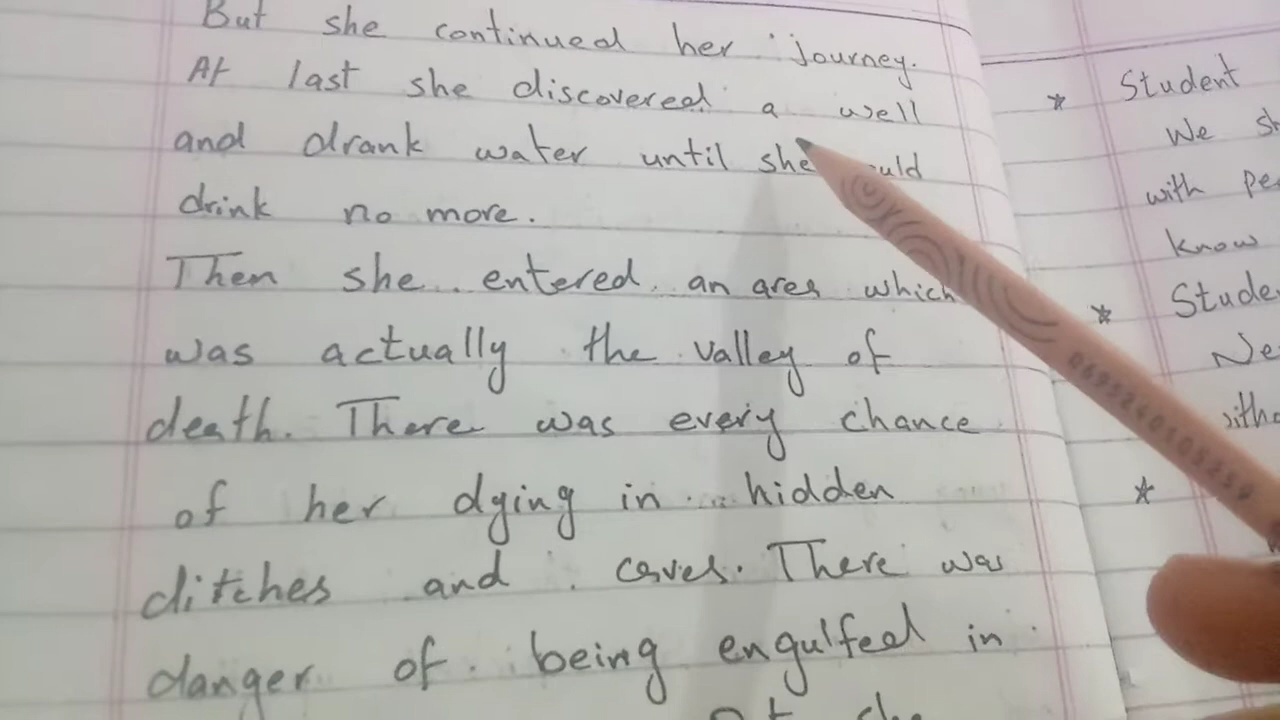 But she continued her journey.
At last she discovered a well
and drank water until she
drink no more.
Then she entered an area which
was actually the valley of
death. There was every chance
of her dying in hidden
ditches and caves. There was
danger of being engulfed in
she
* Student
We
with
know
*
Ne
*
0695240105259